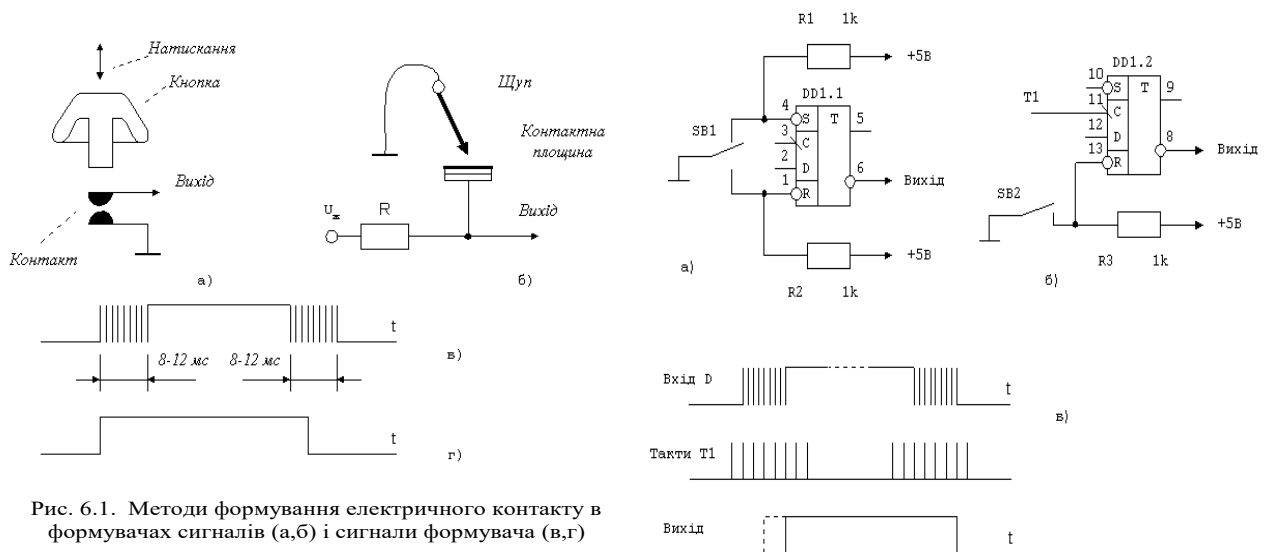 Натискання
Кнопка
Вихід
Контакт
а)
Щуп
Контактна
площина
Uж
R
Вихід
б)
t
8-12 мс 8-12 мс
в)
t
г)
Рис. 6.1. Методи формування електричного контакту в
формувачах сигналів (а,б) і сигнали формувача (в,г)
R1 1k
+5В
DD1.1
4 S T 5
3 C
2 D
1 R 6
SB1
Вихід
+5В
R2 1k
а)
DD1.2
10 S T 9
T1 11 C
12 D
13 R 8
Вихід
SB2
+5В
R3 1k
б)
Вхід D
t
в)
Такти T1
Вихід
t